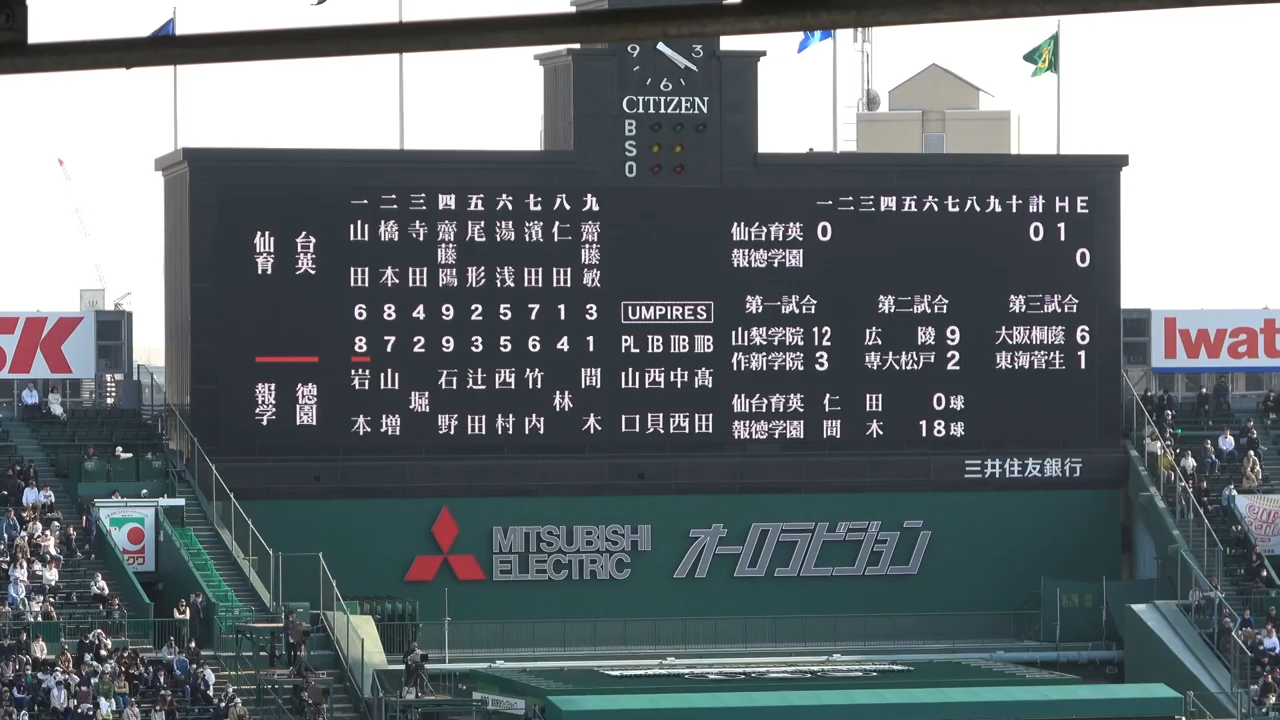 9 3
6
CITIZEN
B
S
O
一 二 三 四 五 六 七 八 九
仙台育英
山田 橋本 寺田 齋藤陽 尾形 湯浅 濱田 仁田 齋藤敏
6 8 4 9 2 5 7 1 3
8 7 2 9 3 5 6 4 1
報徳学園
岩本 山増 堀 石野 辻田 西村 竹内 林 間木
UMPIRES
PL IB ⅡB ⅢB
山口 西貝 中西 髙田
一 二 三 四 五 六 七 八 九 十 計 H E
仙台育英 0 0 1
報徳学園 0
第一試合 第二試合 第三試合
山梨学院 12 広陵 9 大阪桐蔭 6
作新学院 3 専大松戸 2 東海菅生 1
仙台育英 仁田 0球
報徳学園 間木 18球
三井住友銀行
SK
Iwat
MITSUBISHI
ELECTRIC
オーロラビジョン